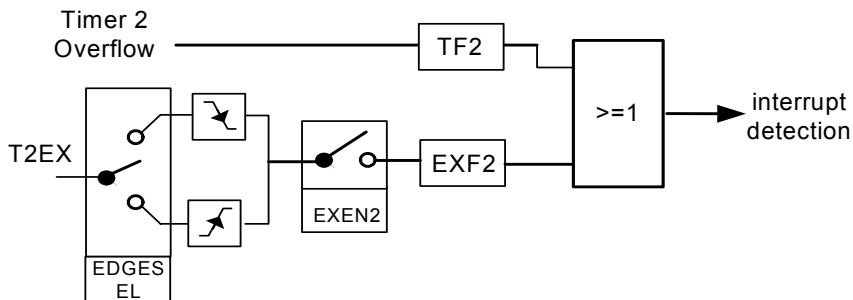 Timer 2
Overflow
TF2
>=1
interrupt
detection
T2EX
EXF2
EXEN2
EDGES
EL